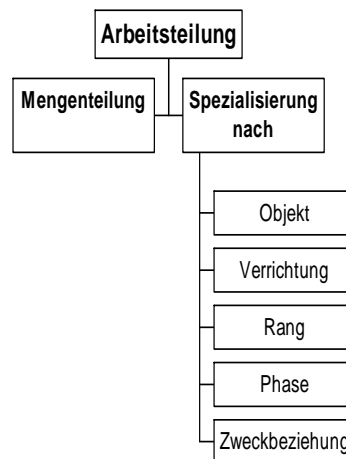 Arbeitsteilung
Mengenteilung
Spezialisierung
nach
Objekt
Verrichtung
Rang
Phase
Zweckbeziehung